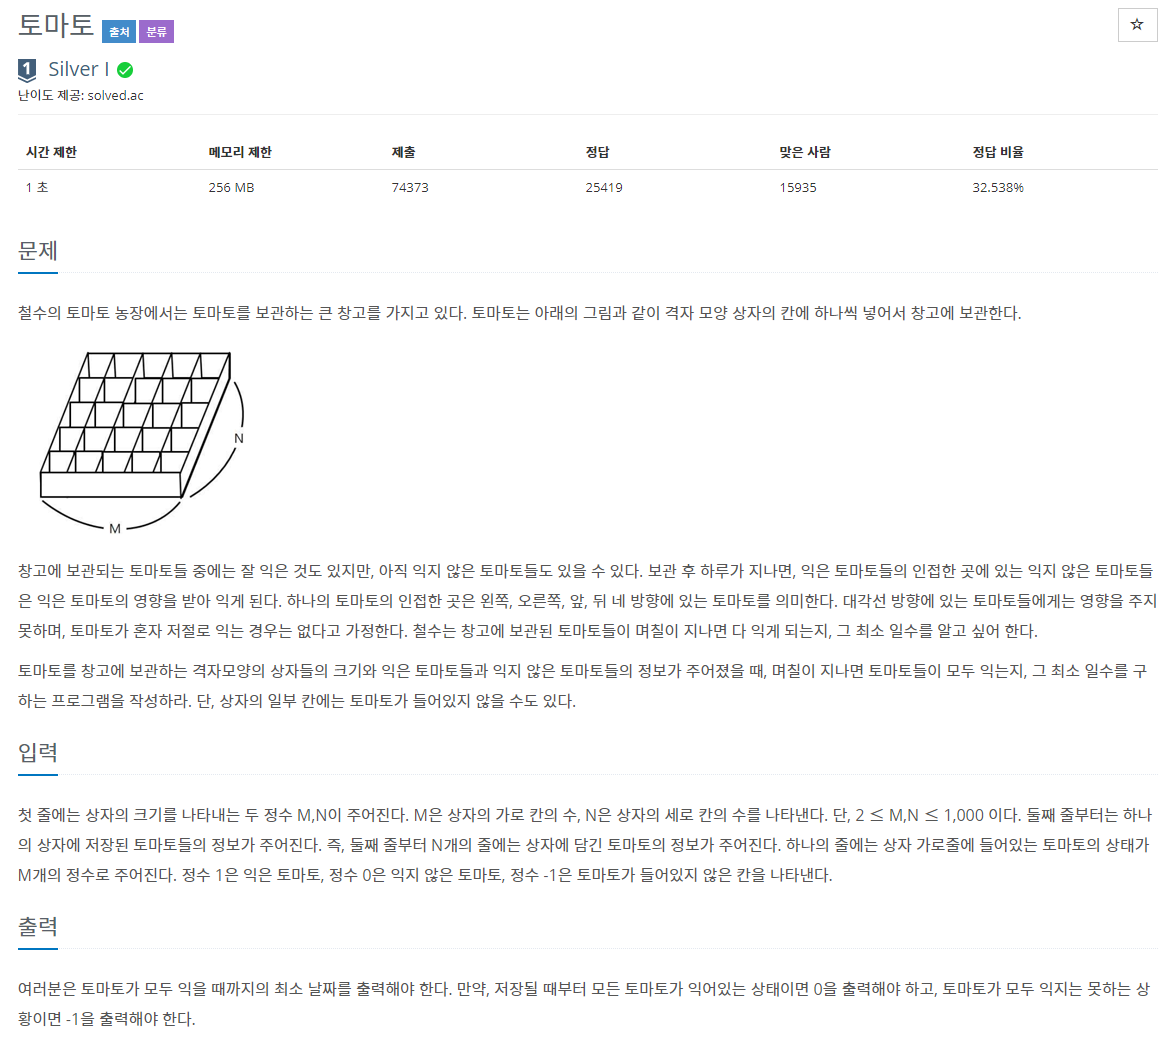 토마토 출처 분류
☆
1 Silver I
난이도 제공: solved.ac
시간 제한 메모리 제한 제출 정답 맞은 사람 정답 비율
1 초 256 MB 74373 25419 15935 32.538%
문제
철수의 토마토 농장에서는 토마토를 보관하는 큰 창고를 가지고 있다. 토마토는 아래의 그림과 같이 격자 모양 상자의 칸에 하나씩 넣어서 창고에 보관한다.
N
M
창고에 보관되는 토마토들 중에는 잘 익은 것도 있지만, 아직 익지 않은 토마토들도 있을 수 있다. 보관 후 하루가 지나면, 익은 토마토들의 인접한 곳에 있는 익지 않은 토마토들
은 익은 토마토의 영향을 받아 익게 된다. 하나의 토마토의 인접한 곳은 왼쪽, 오른쪽, 앞, 뒤 네 방향에 있는 토마토를 의미한다. 대각선 방향에 있는 토마토들에게는 영향을 주지
못하며, 토마토가 혼자 저절로 익는 경우는 없다고 가정한다. 철수는 창고에 보관된 토마토들이 며칠이 지나면 다 익게 되는지, 그 최소 일수를 알고 싶어 한다.
토마토를 창고에 보관하는 격자모양의 상자들의 크기와 익은 토마토들과 익지 않은 토마토들의 정보가 주어졌을 때, 며칠이 지나면 토마토들이 모두 익는지, 그 최소 일수를 구
하는 프로그램을 작성하라. 단, 상자의 일부 칸에는 토마토가 들어있지 않을 수도 있다.
입력
첫 줄에는 상자의 크기를 나타내는 두 정수 M,N이 주어진다. M은 상자의 가로 칸의 수, N은 상자의 세로 칸의 수를 나타낸다. 단, 2 ≤ M,N ≤ 1,000 이다. 둘째 줄부터는 하나
의 상자에 저장된 토마토들의 정보가 주어진다. 즉, 둘째 줄부터 N개의 줄에는 상자에 담긴 토마토의 정보가 주어진다. 하나의 줄에는 상자 가로줄에 들어있는 토마토의 상태가
M개의 정수로 주어진다. 정수 1은 익은 토마토, 정수 0은 익지 않은 토마토, 정수 -1은 토마토가 들어있지 않은 칸을 나타낸다.
출력
여러분은 토마토가 모두 익을 때까지의 최소 날짜를 출력해야 한다. 만약, 저장될 때부터 모든 토마토가 익어있는 상태이면 0을 출력해야 하고, 토마토가 모두 익지는 못하는 상
황이면 -1을 출력해야 한다.